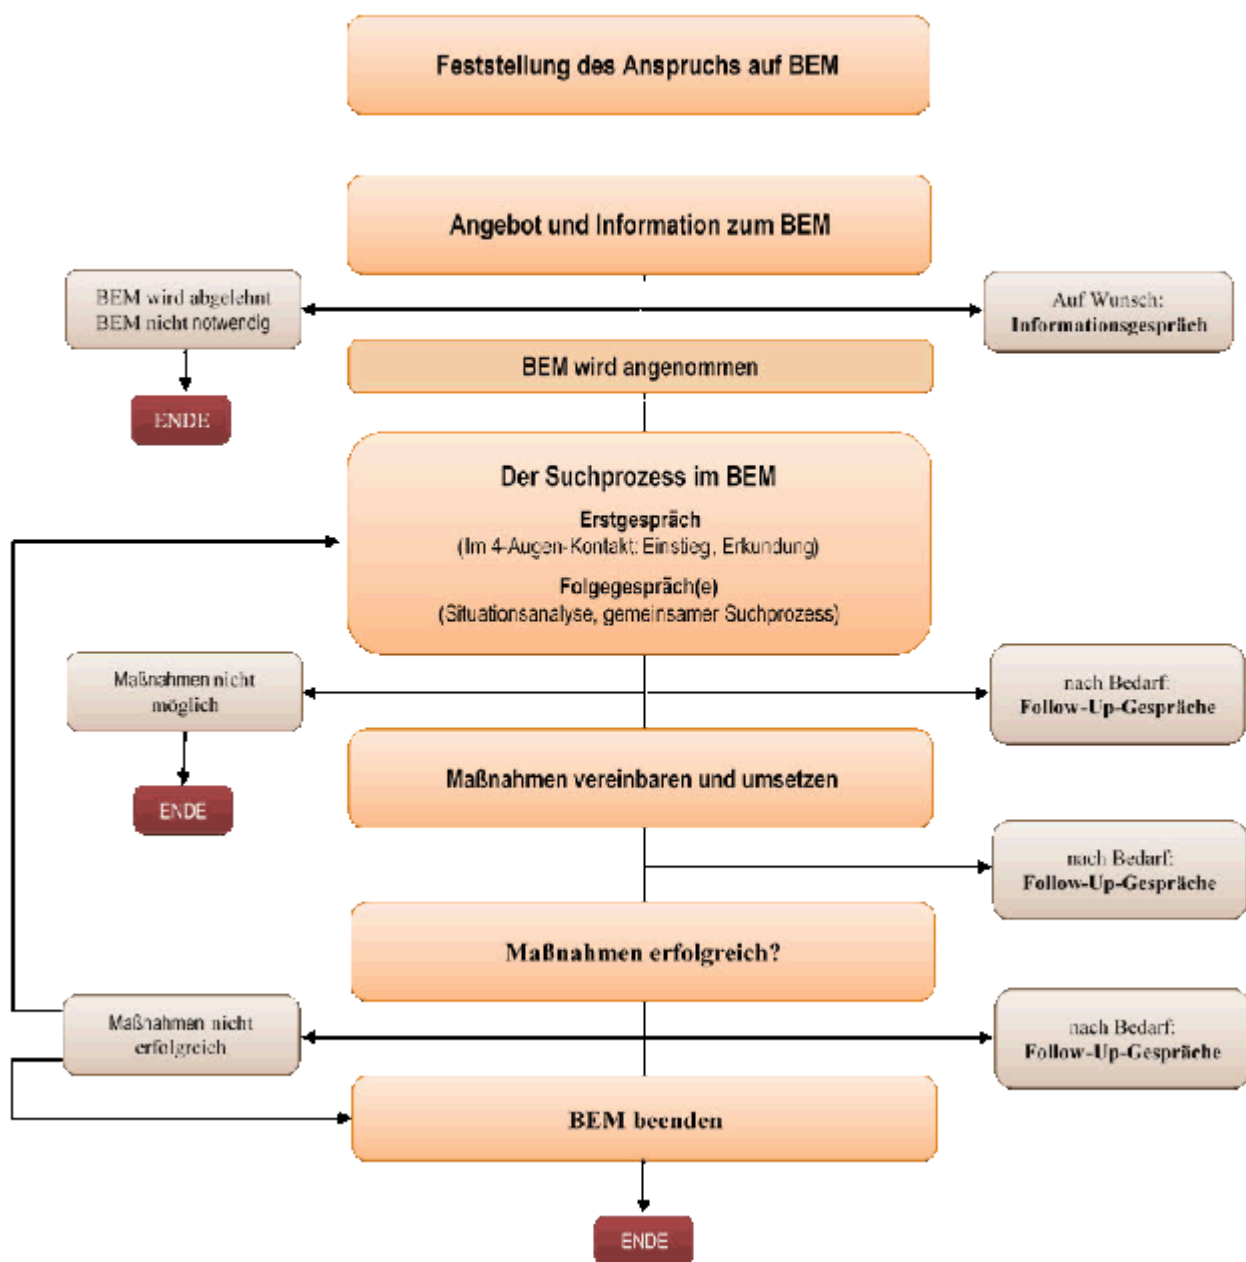 Feststellung des Anspruchs auf BEM
Angebot und Information zum BEM
BEM wird abgelehnt
BEM nicht notwendig
Auf Wunsch:
Informationsgespräch
BEM wird angenommen
ENDE
Der Suchprozess im BEM
Erstgespräch
(Im 4-Augen-Kontakt: Einstieg, Erkundung)
Folgegespräch(e)
(Situationsanalyse, gemeinsamer Suchprozess)
Maßnahmen nicht
möglich
nach Bedarf:
Follow-Up-Gespräche
Maßnahmen vereinbaren und umsetzen
ENDE
nach Bedarf:
Follow-Up-Gespräche
Maßnahmen erfolgreich?
Maßnahmen nicht
erfolgreich
nach Bedarf:
Follow-Up-Gespräche
BEM beenden
ENDE